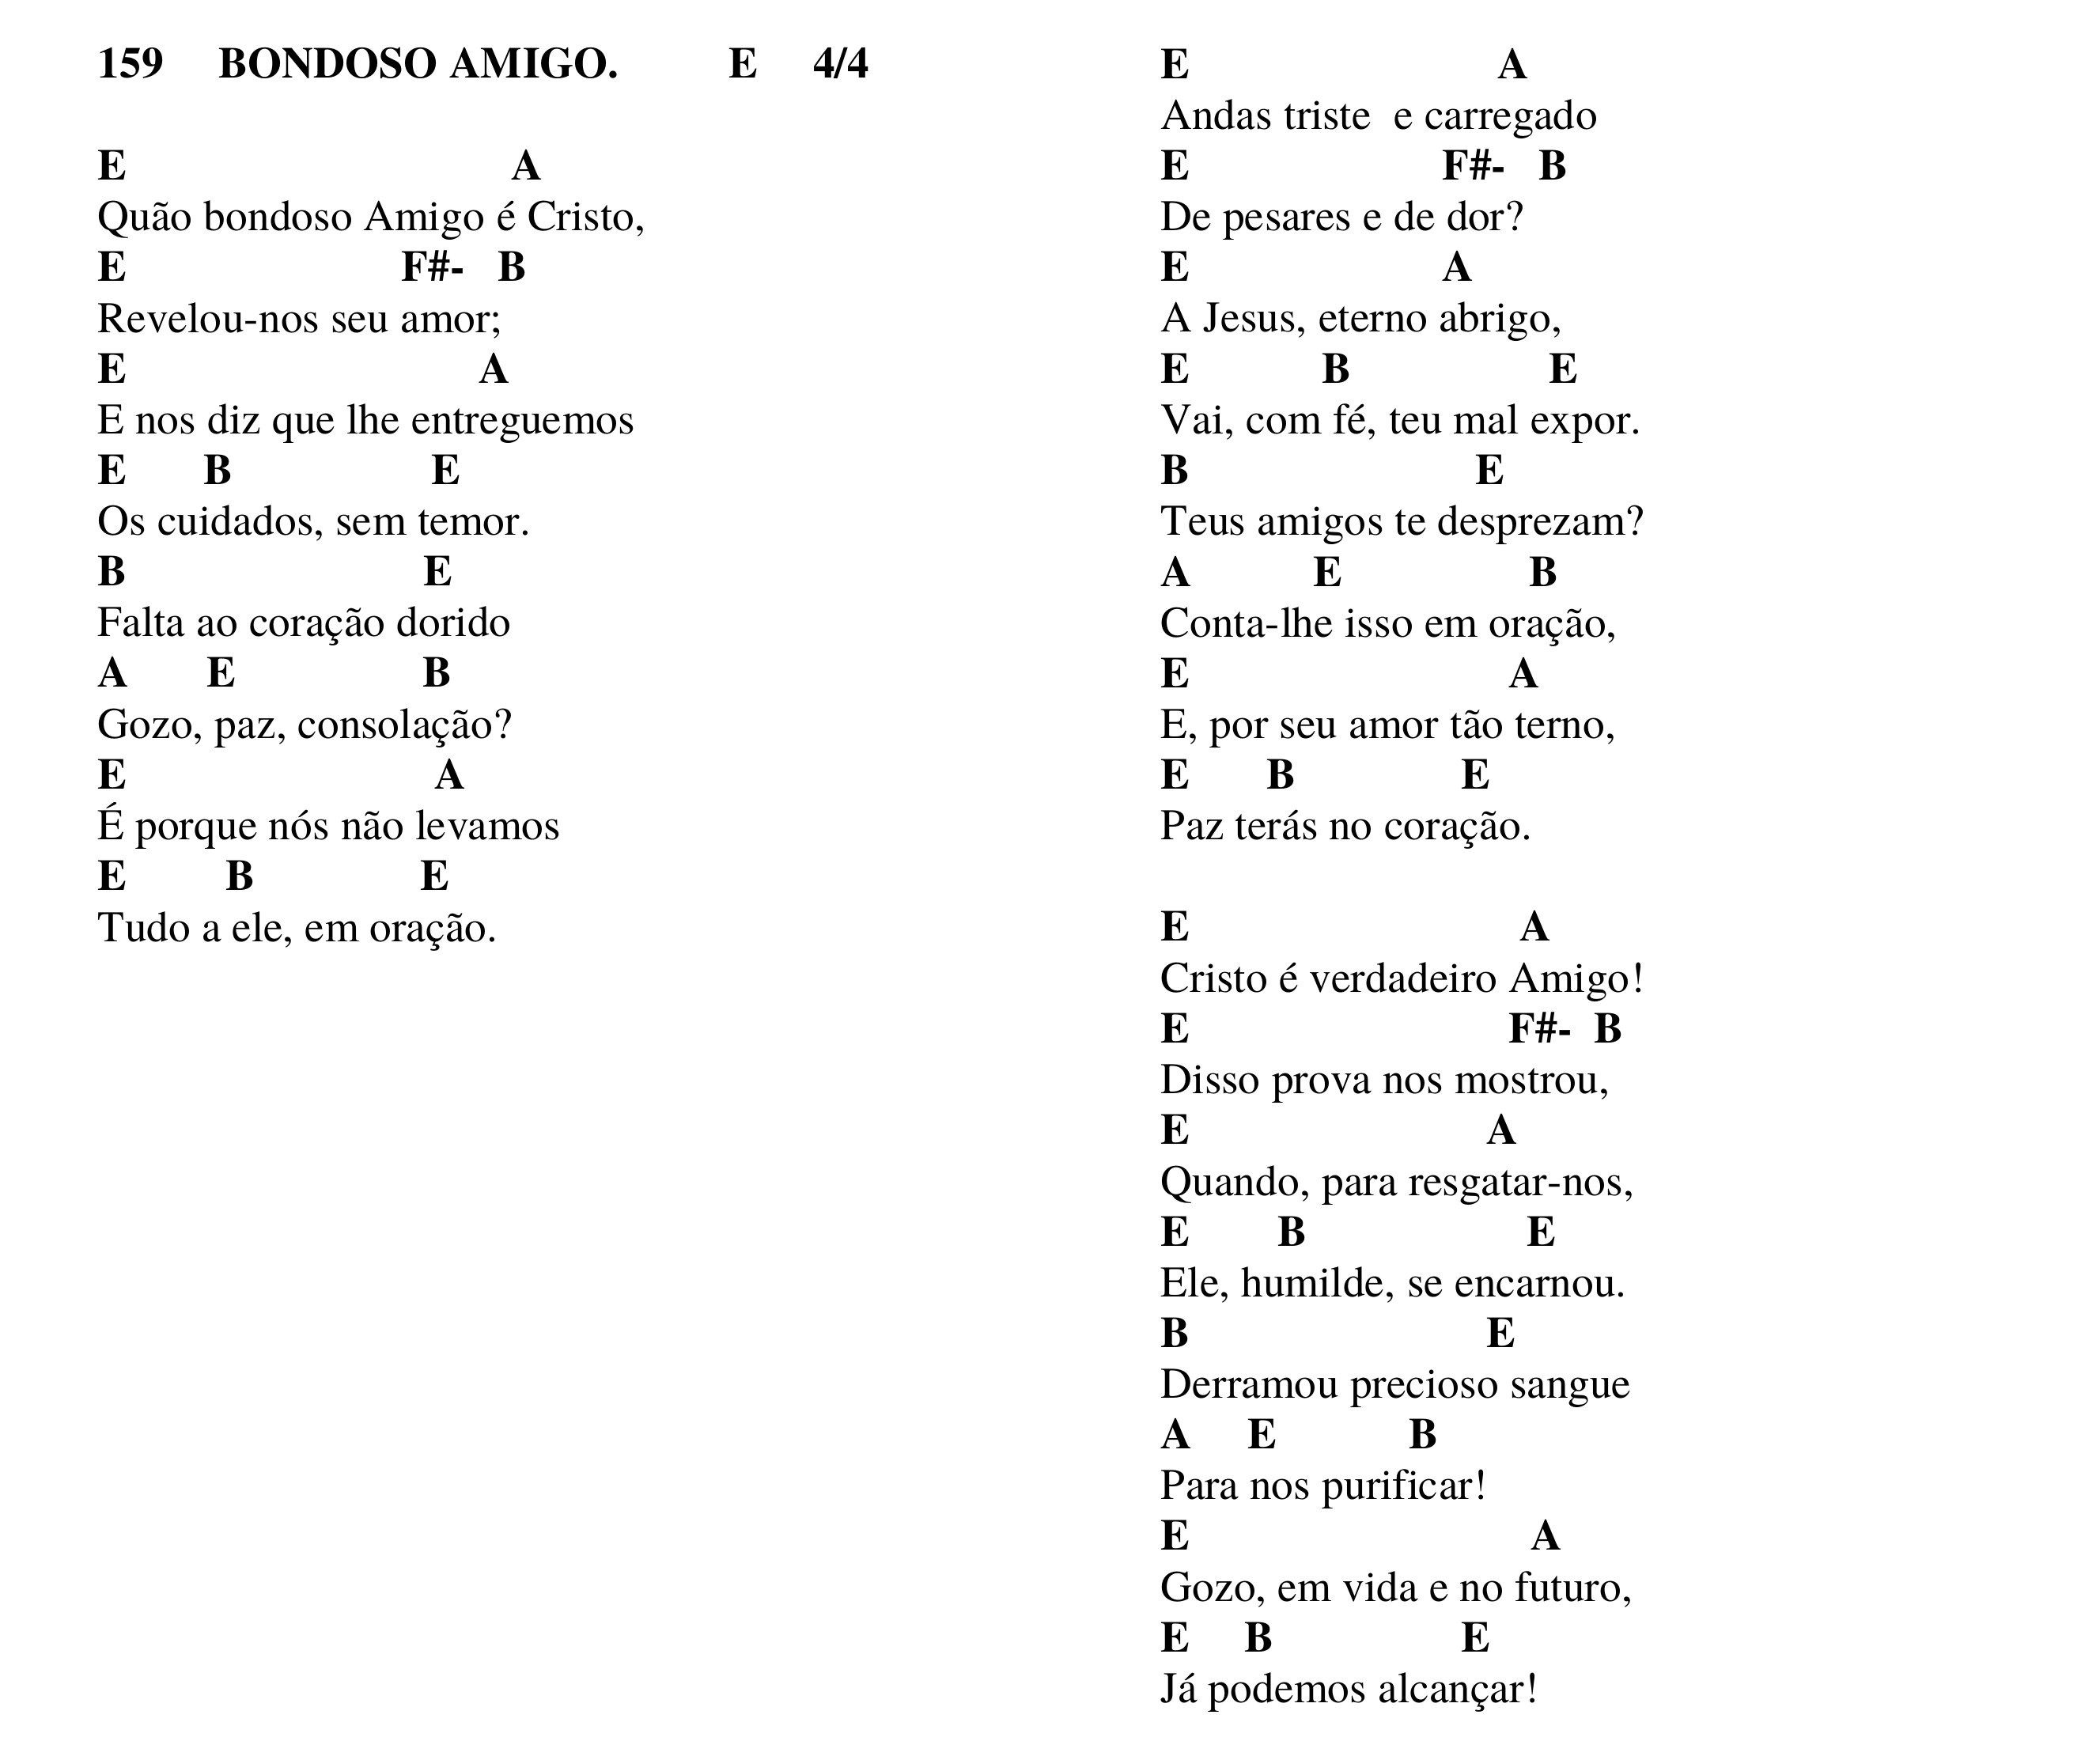 159 BONDOSO AMIGO. E 4/4
E A
Quão bondoso Amigo é Cristo,
E F#- B
Revelou-nos seu amor;
E A
E nos diz que lhe entreguemos
E B E
Os cuidados, sem temor.
B E
Falta ao coração dorido
A E B
Gozo, paz, consolação?
E A
É porque nós não levamos
E B E
Tudo a ele, em oração.
E A
Andas triste  e carregado
E F#- B
De pesares e de dor?
E A
A Jesus, eterno abrigo,
E B E
Vai, com fé, teu mal expor.
B E
Teus amigos te desprezam?
A E B
Conta-lhe isso em oração,
E A
E, por seu amor tão terno,
E B E
Paz terás no coração.
E A
Cristo é verdadeiro Amigo!
E F#- B
Disso prova nos mostrou,
E A
Quando, para resgatar-nos,
E B E
Ele, humilde, se encarnou.
B E
Derramou precioso sangue
A E B
Para nos purificar!
E A
Gozo, em vida e no futuro,
E B E
Já podemos alcançar!